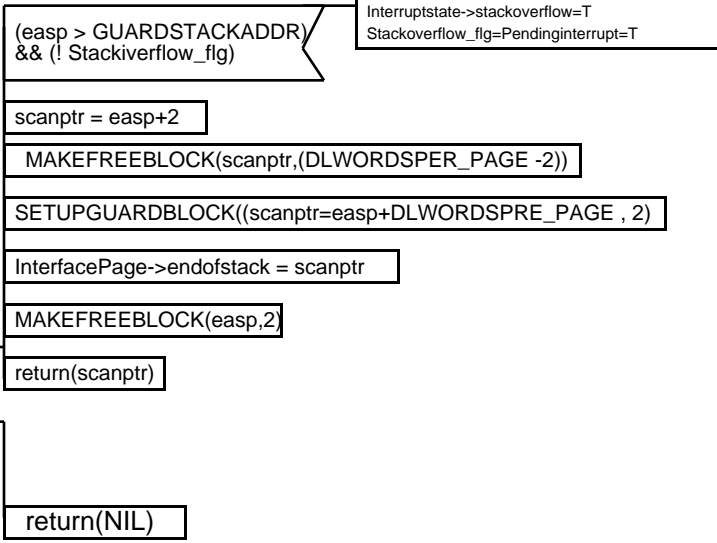 Interruptstate->stackoverflow=T
Stackoverflow_flg=Pendinginterrupt=T
(easp > GUARDSTACKADDR)
&& (! Stackiverflow_flg)
scanptr = easp+2
MAKEFREEBLOCK(scanptr,(DLWORDSPER_PAGE -2))
SETUPGUARDBLOCK((scanptr=easp+DLWORDSPRE_PAGE , 2)
InterfacePage->endofstack = scanptr
MAKEFREEBLOCK(easp,2)
return(scanptr)
return(NIL)